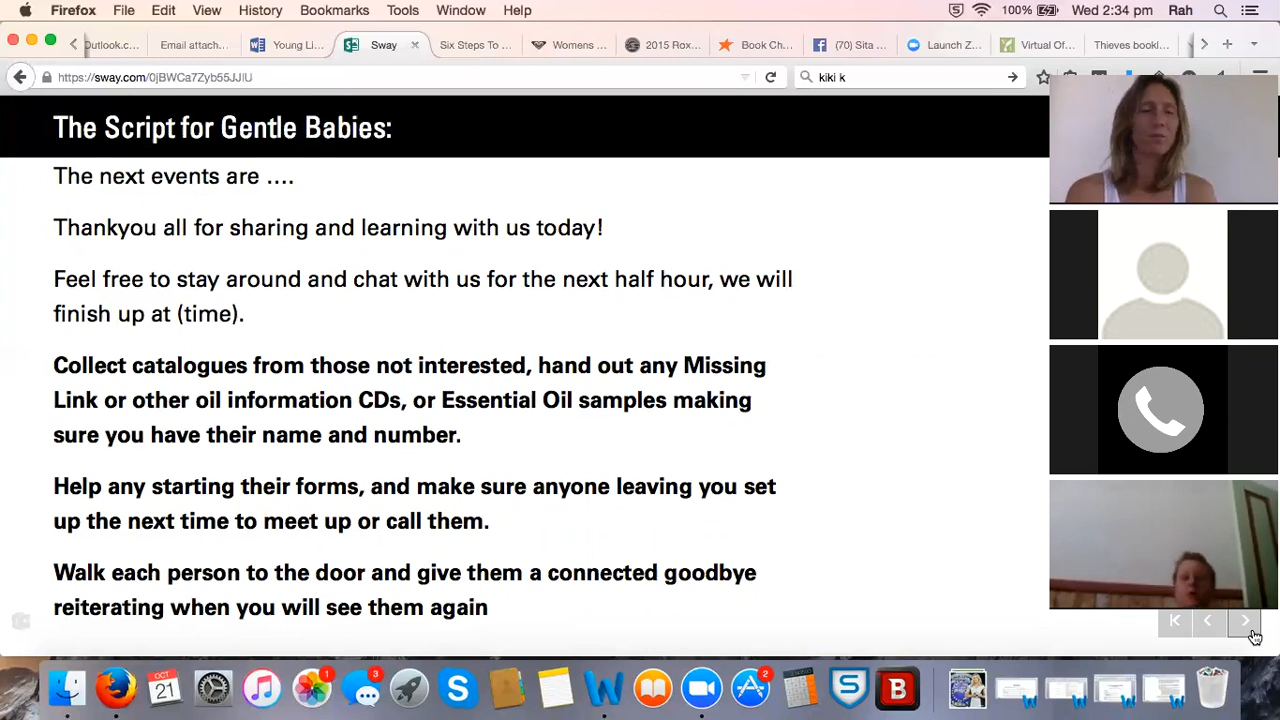 Firefox File Edit View History Bookmarks Tools Window Help 100% Wed 2:34 pm Rah
Outlook.c... Email attach... Young Li... Sway Six Steps To ... Womens ... 2015 Rox... Book Ch... (70) Sita ... Launch Z... Virtual Of... Thieves bookl...
https://sway.com/0jBWCa7Zyb55JJIU kiki k
The Script for Gentle Babies:
The next events are ....
Thankyou all for sharing and learning with us today!
Feel free to stay around and chat with us for the next half hour, we will
finish up at (time).
Collect catalogues from those not interested, hand out any Missing
Link or other oil information CDs, or Essential Oil samples making
sure you have their name and number.
Help any starting their forms, and make sure anyone leaving you set
up the next time to meet up or call them.
Walk each person to the door and give them a connected goodbye
reiterating when you will see them again
OCT
21
1
3
2